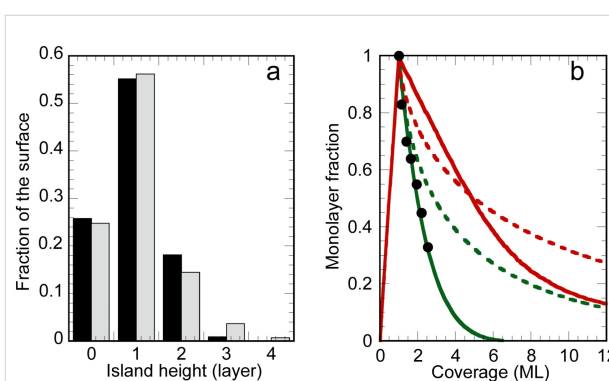 a
Fraction of the surface
0.6
0.5
0.4
0.3
0.2
0.1
0
0 1 2 3 4
Island height (layer)
b
Monolayer fraction
1
0.8
0.6
0.4
0.2
0
0 2 4 6 8 10 12
Coverage (ML)